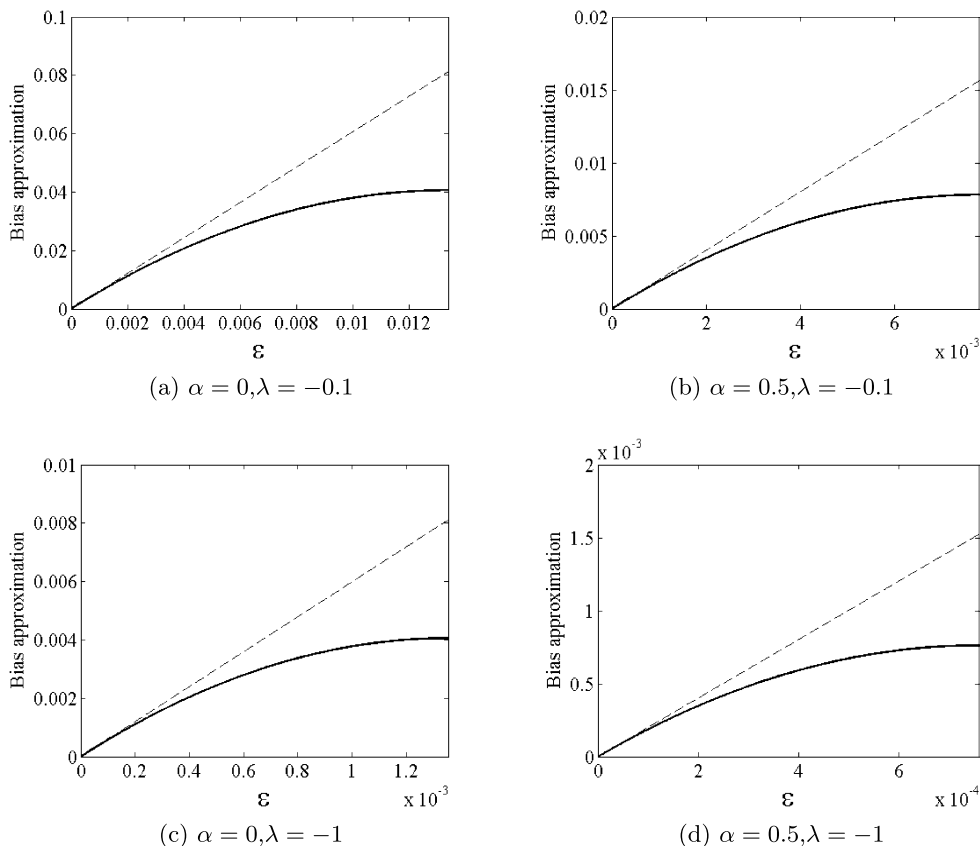 0.1
0.08
0.06
0.04
0.02
0
Bias approximation
0 0.002 0.004 0.006 0.008 0.01 0.012
ε
(a) α = 0,λ = −0.1
0.02
0.015
0.01
0.005
0
Bias approximation
0 2 4 6
ε
x 10⁻³
(b) α = 0.5,λ = −0.1
0.01
0.008
0.006
0.004
0.002
0
Bias approximation
0 0.2 0.4 0.6 0.8 1 1.2
ε
x 10⁻³
(c) α = 0,λ = −1
x 10⁻³
2
1.5
1
0.5
0
Bias approximation
0 2 4 6
ε
x 10⁻⁴
(d) α = 0.5,λ = −1